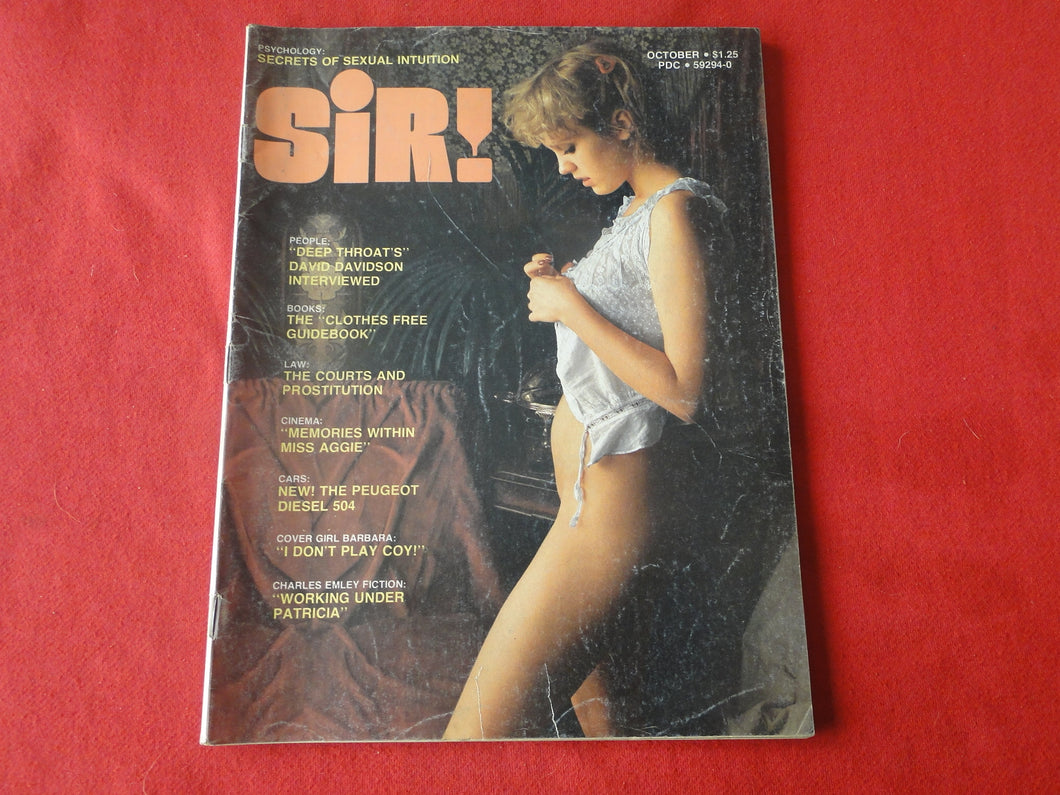 PSYCHOLOGY:
SECRETS OF SEXUAL INTUITION
OCTOBER • $1.25
PDC • 59294-0
SiR!
PEOPLE:
"DEEP THROAT'S"
DAVID DAVIDSON
INTERVIEWED
BOOKS:
THE "CLOTHES FREE
GUIDEBOOK"
LAW:
THE COURTS AND
PROSTITUTION
CINEMA:
"MEMORIES WITHIN
MISS AGGIE"
CARS:
NEW! THE PEUGEOT
DIESEL 504
COVER GIRL BARBARA:
"I DON'T PLAY COY!"
CHARLES EMLEY FICTION:
"WORKING UNDER
PATRICIA"